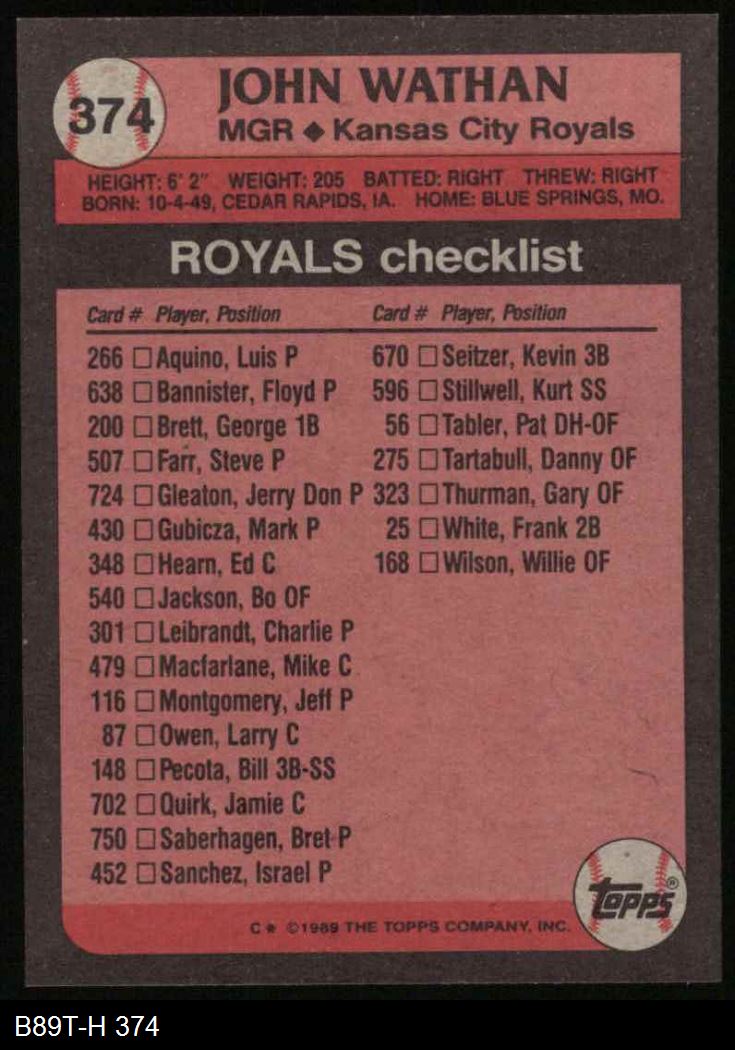 374
JOHN WATHAN
MGR ◆ Kansas City Royals
HEIGHT: 6' 2" WEIGHT: 205 BATTED: RIGHT THREW: RIGHT
BORN: 10-4-49, CEDAR RAPIDS, IA. HOME: BLUE SPRINGS, MO.
ROYALS checklist
Card # Player, Position
266 □ Aquino, Luis P
638 □ Bannister, Floyd P
200 □ Brett, George 1B
507 □ Farr, Steve P
724 □ Gleaton, Jerry Don P
430 □ Gubicza, Mark P
348 □ Hearn, Ed C
540 □ Jackson, Bo OF
301 □ Leibrandt, Charlie P
479 □ Macfarlane, Mike C
116 □ Montgomery, Jeff P
87 □ Owen, Larry C
148 □ Pecota, Bill 3B-SS
702 □ Quirk, Jamie C
750 □ Saberhagen, Bret P
452 □ Sanchez, Israel P
Card # Player, Position
670 □ Seitzer, Kevin 3B
596 □ Stillwell, Kurt SS
56 □ Tabler, Pat DH-OF
275 □ Tartabull, Danny OF
323 □ Thurman, Gary OF
25 □ White, Frank 2B
168 □ Wilson, Willie OF
topps®
C * ©1989 THE TOPPS COMPANY, INC.
B89T-H 374